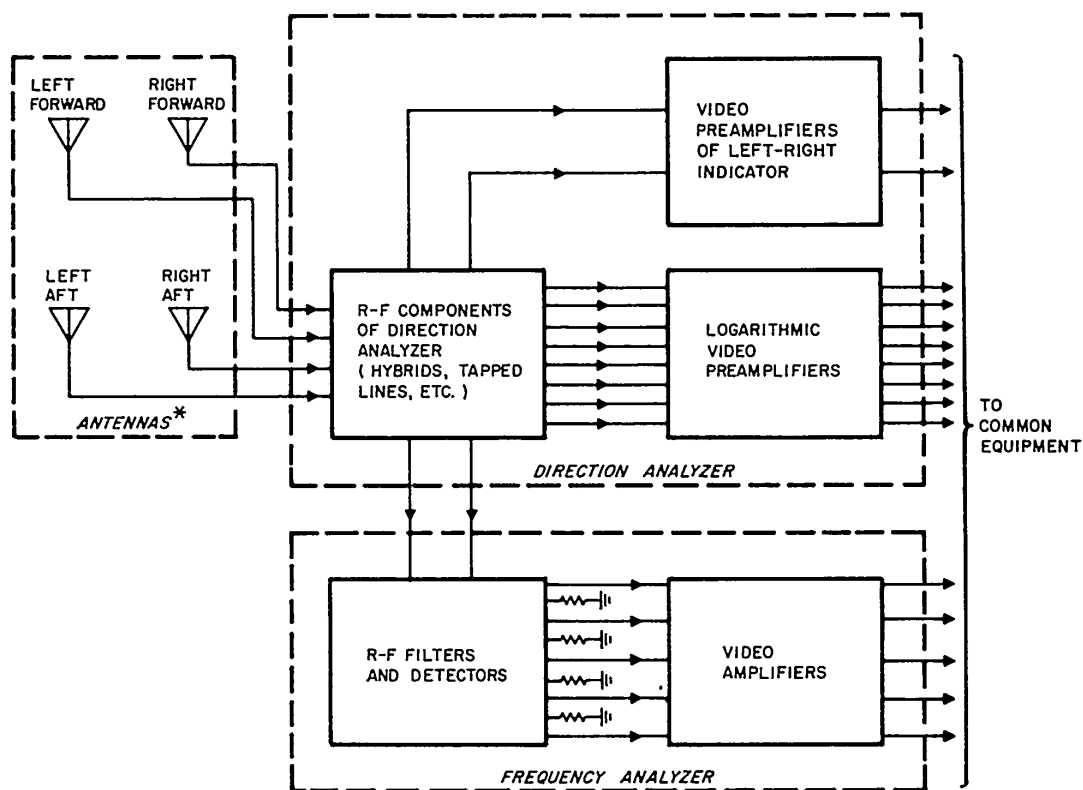 LEFT
FORWARD
RIGHT
FORWARD
LEFT
AFT
RIGHT
AFT
ANTENNAS*
R-F COMPONENTS
OF DIRECTION
ANALYZER
( HYBRIDS, TAPPED
LINES, ETC. )
VIDEO
PREAMPLIFIERS
OF LEFT-RIGHT
INDICATOR
LOGARITHMIC
VIDEO
PREAMPLIFIERS
DIRECTION ANALYZER
TO
COMMON
EQUIPMENT
R-F FILTERS
AND DETECTORS
VIDEO
AMPLIFIERS
FREQUENCY ANALYZER